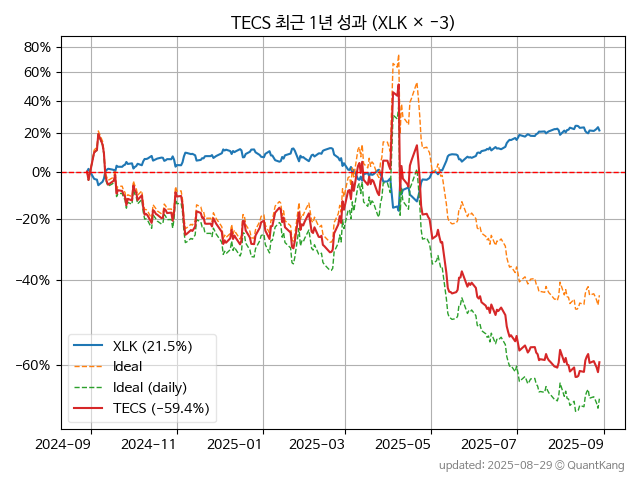 TECS 최근 1년 성과 (XLK × −3)
80%
60%
40%
20%
0%
−20%
−40%
−60%
XLK (21.5%)
Ideal
Ideal (daily)
TECS (−59.4%)
2024-09 2024-11 2025-01 2025-03 2025-05 2025-07 2025-09
updated: 2025-08-29 © QuantKang